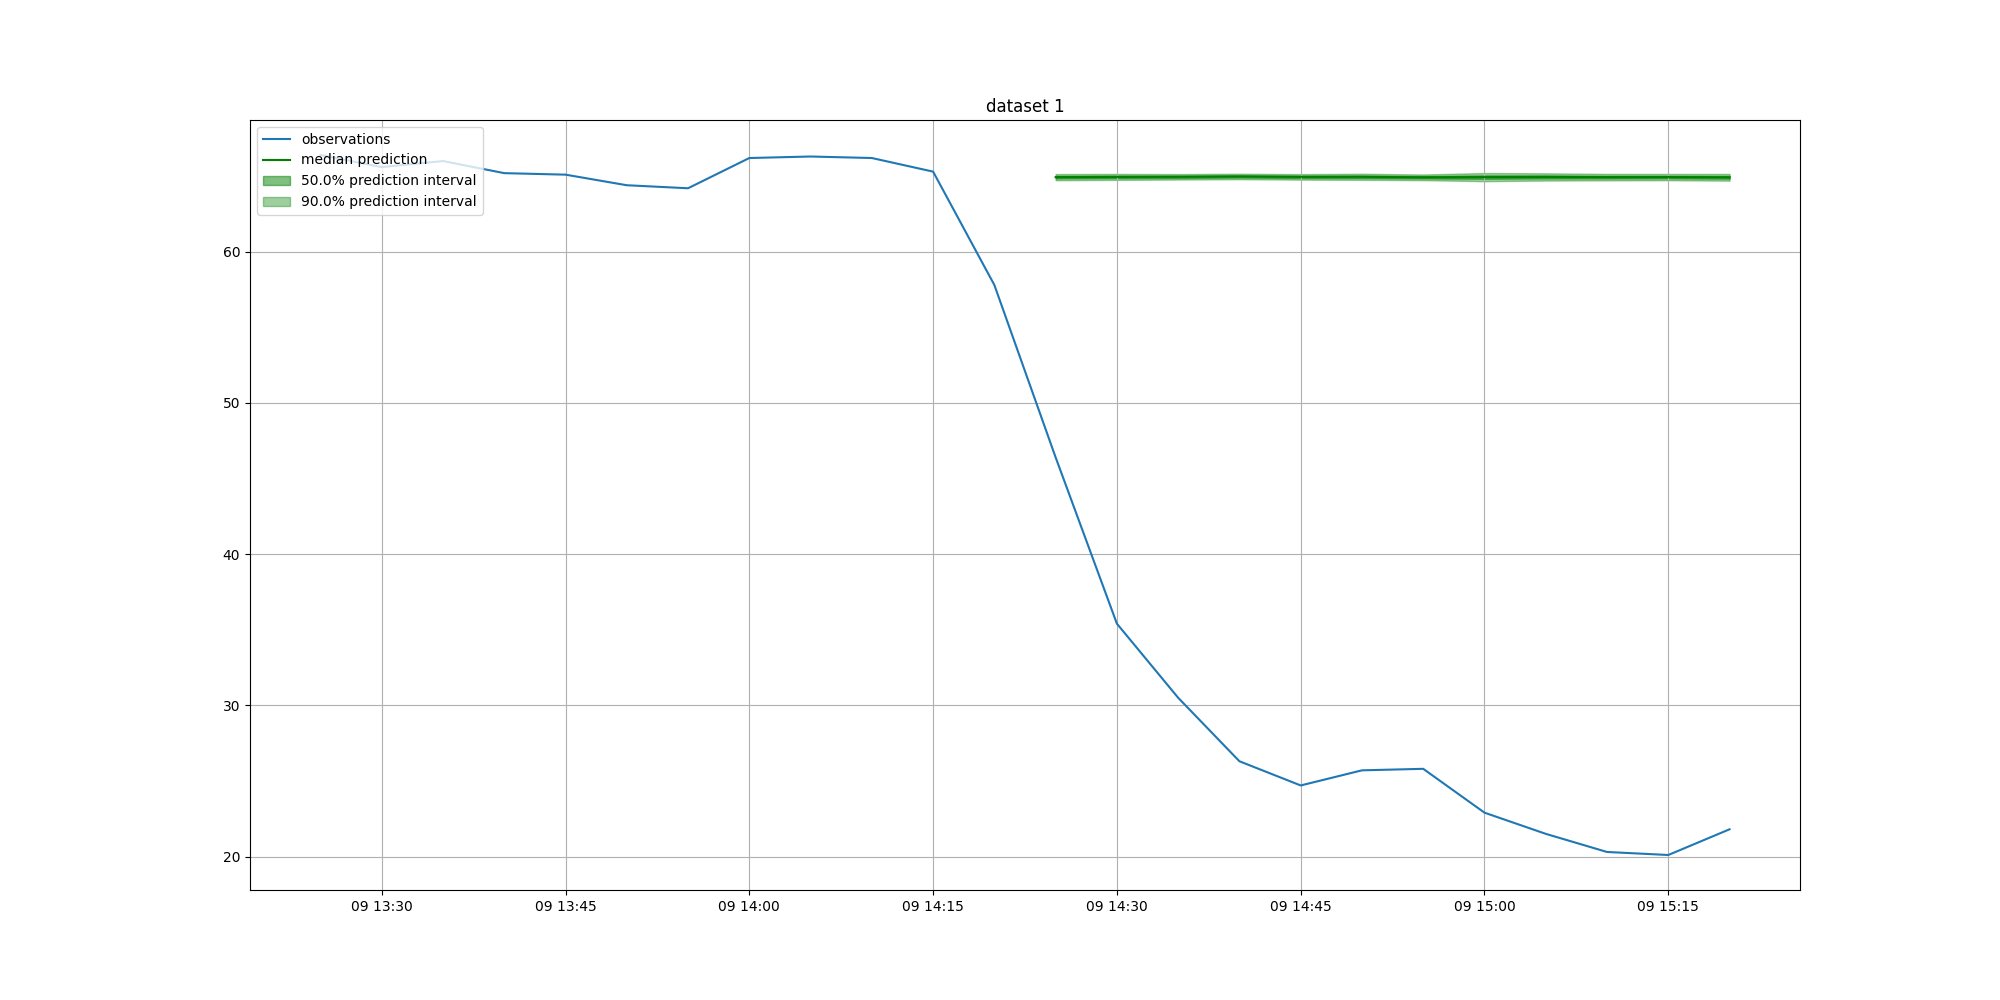 dataset 1
observations
median prediction
50.0% prediction interval
90.0% prediction interval
60
50
40
30
20
09 13:30 09 13:45 09 14:00 09 14:15 09 14:30 09 14:45 09 15:00 09 15:15